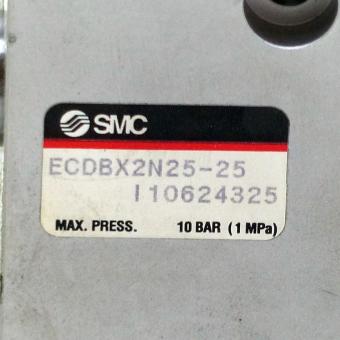 SMC
ECDBX2N25-25
I10624325
MAX. PRESS. 10 BAR (1 MPa)